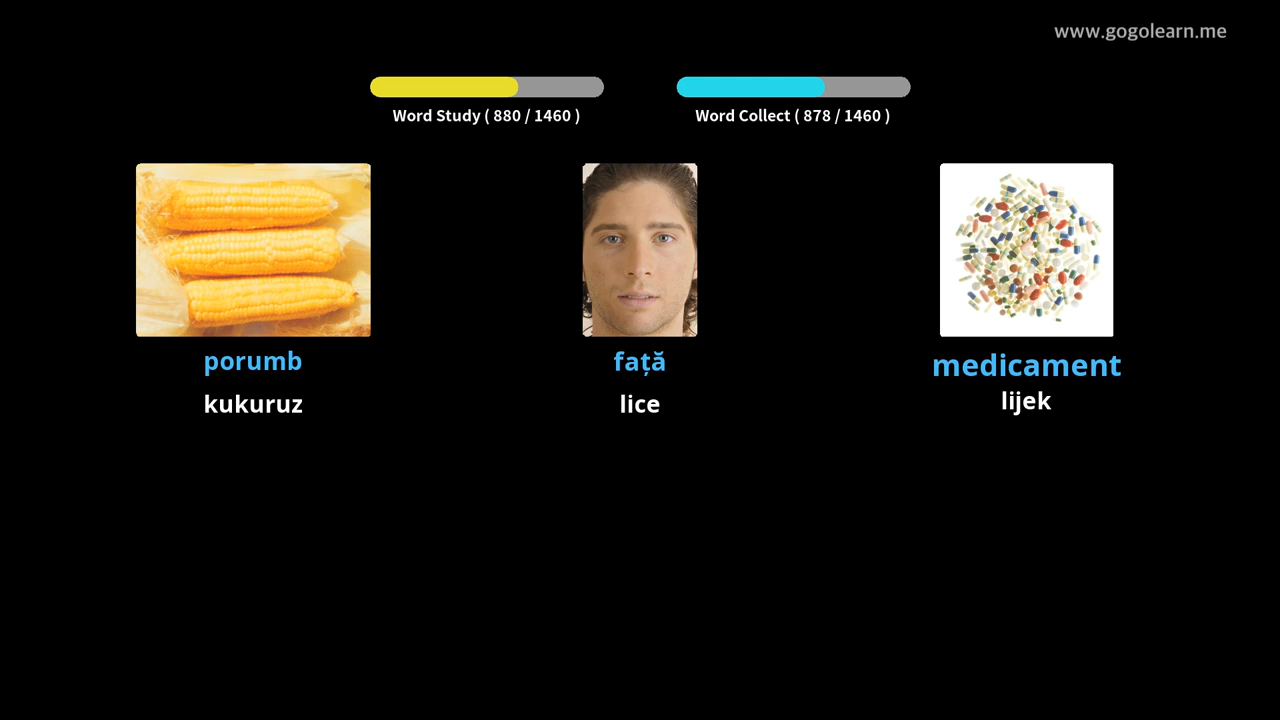 www.gogolearn.me
Word Study ( 880 / 1460 )
Word Collect ( 878 / 1460 )
porumb
kukuruz
față
lice
medicament
lijek